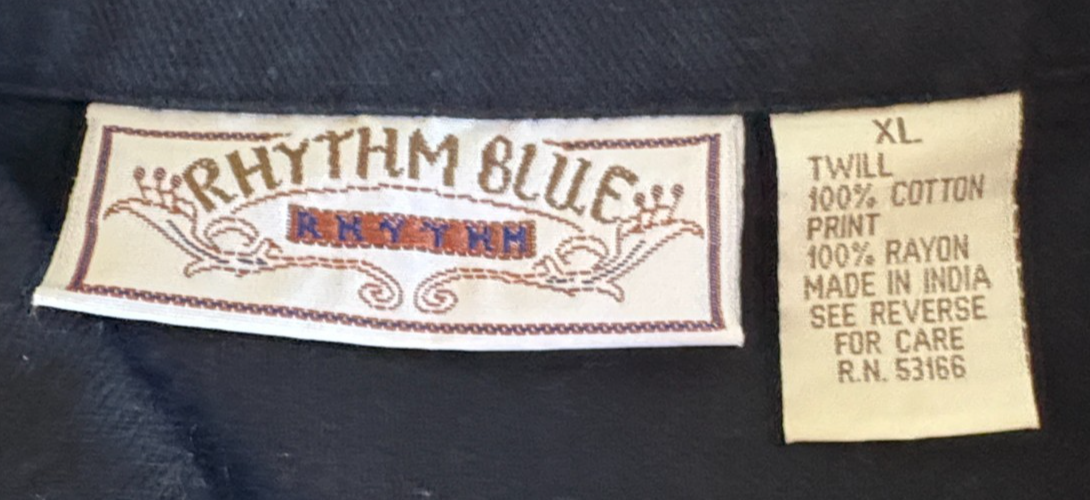 RHYTHM BLUE
RHYTHM
XL
TWILL
100% COTTON
PRINT
100% RAYON
MADE IN INDIA
SEE REVERSE
FOR CARE
R.N. 53166